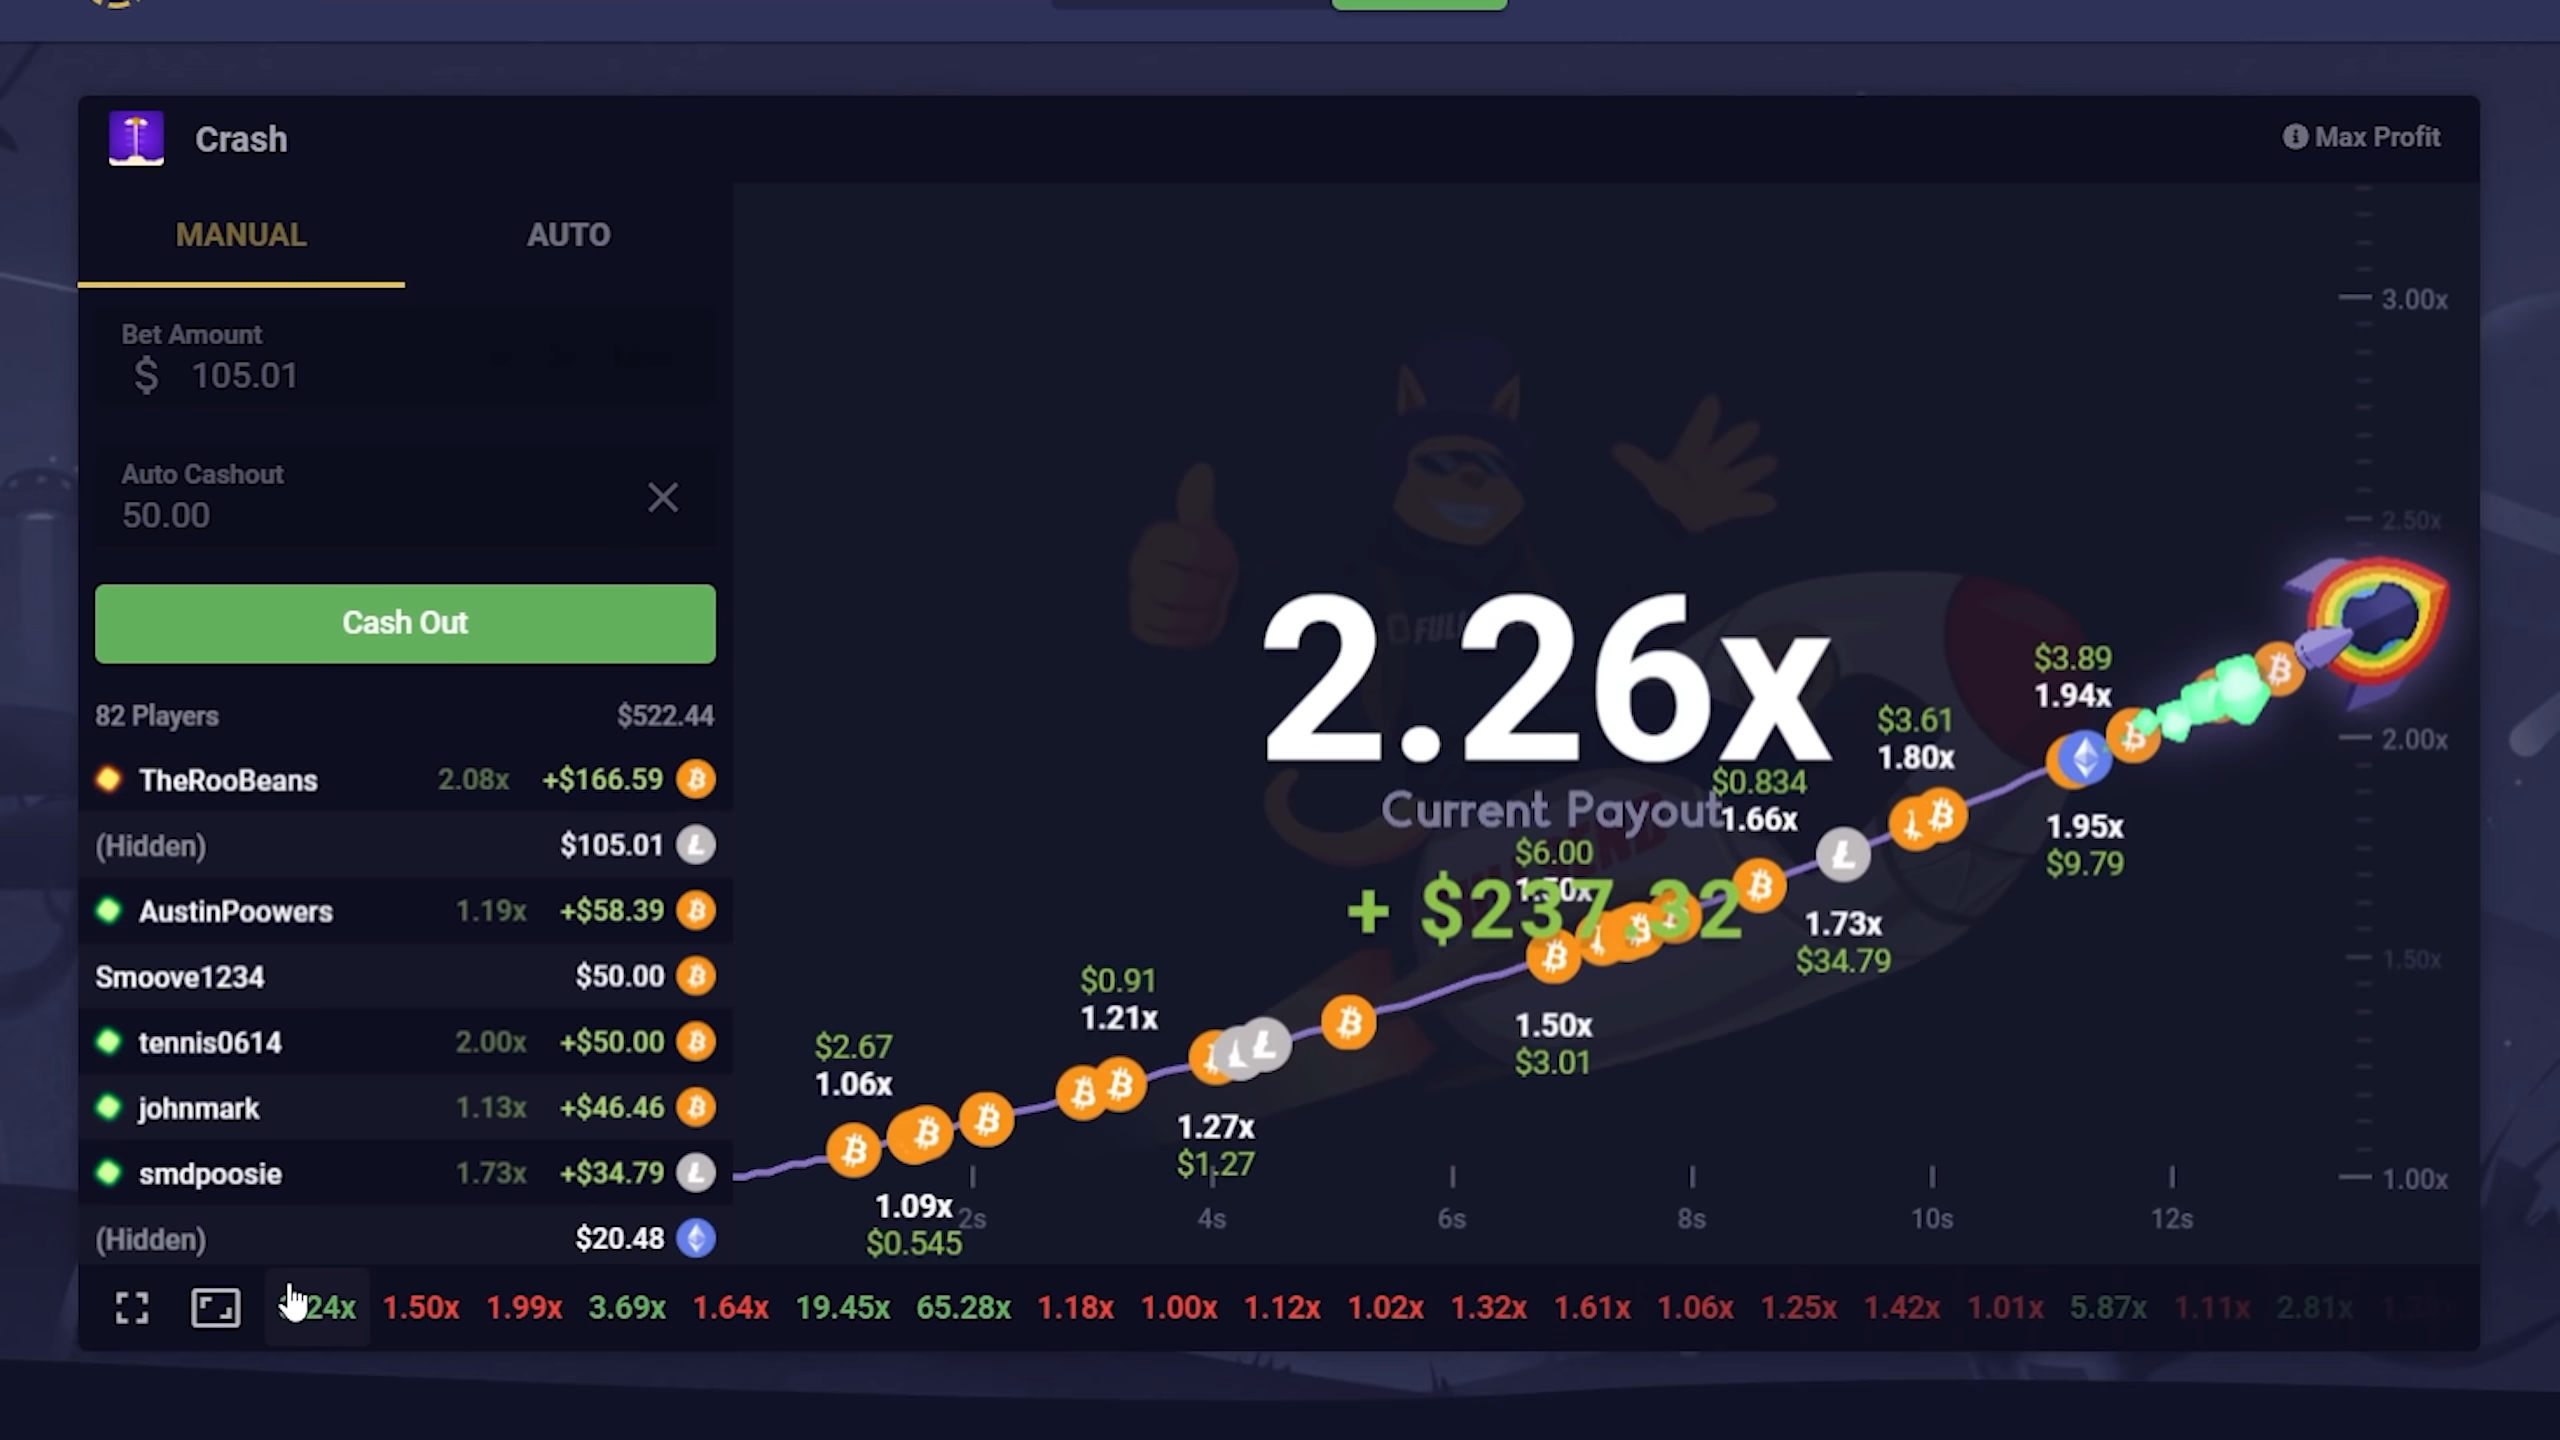 Crash
Max Profit
MANUAL AUTO
Bet Amount
$ 105.01
Auto Cashout
50.00
Cash Out
82 Players $522.44
TheRooBeans 2.08x +$166.59
(Hidden) $105.01
AustinPoowers 1.19x +$58.39
Smoove1234 $50.00
tennis0614 2.00x +$50.00
johnmark 1.13x +$46.46
smdpoosie 1.73x +$34.79
(Hidden) $20.48
3.00x
2.50x
2.00x
1.50x
1.00x
2.26x
Current Payout
+ $237.32
$3.89
1.94x
$3.61
1.80x
$0.834
1.66x
$6.00
1.50x
1.95x
$9.79
1.73x
$34.79
$0.91
1.21x
1.50x
$3.01
$2.67
1.06x
1.27x
$1.27
1.09x
$0.545
2s 4s 6s 8s 10s 12s
24x 1.50x 1.99x 3.69x 1.64x 19.45x 65.28x 1.18x 1.00x 1.12x 1.02x 1.32x 1.61x 1.06x 1.25x 1.42x 1.01x 5.87x 1.11x 2.81x